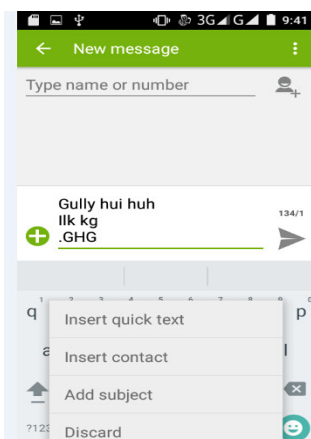 3G G 9:41
New message
Type name or number
Gully hui huh
Ilk kg
.GHG
134/1
q p
Insert quick text
a l
Insert contact
Add subject
?123 Discard